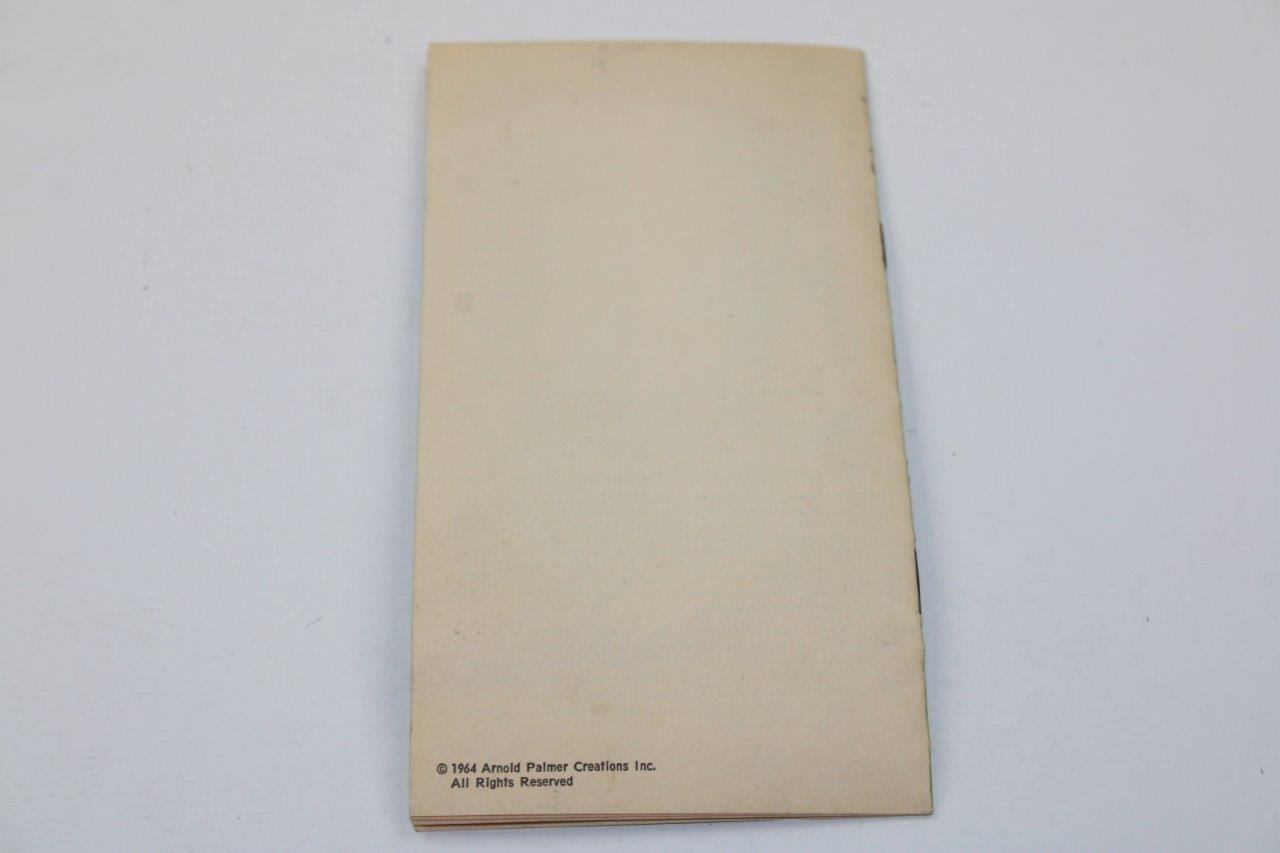 © 1964 Arnold Palmer Creations Inc.
All Rights Reserved